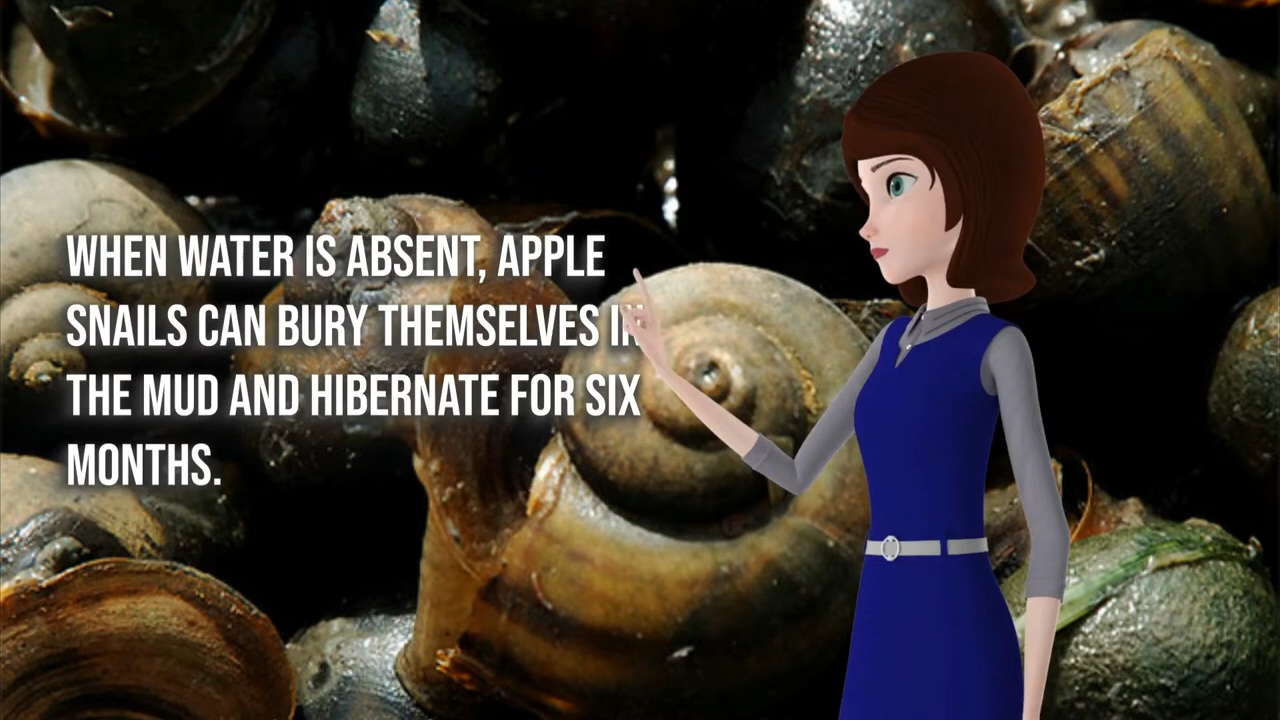 WHEN WATER IS ABSENT, APPLE
SNAILS CAN BURY THEMSELVES IN
THE MUD AND HIBERNATE FOR SIX
MONTHS.